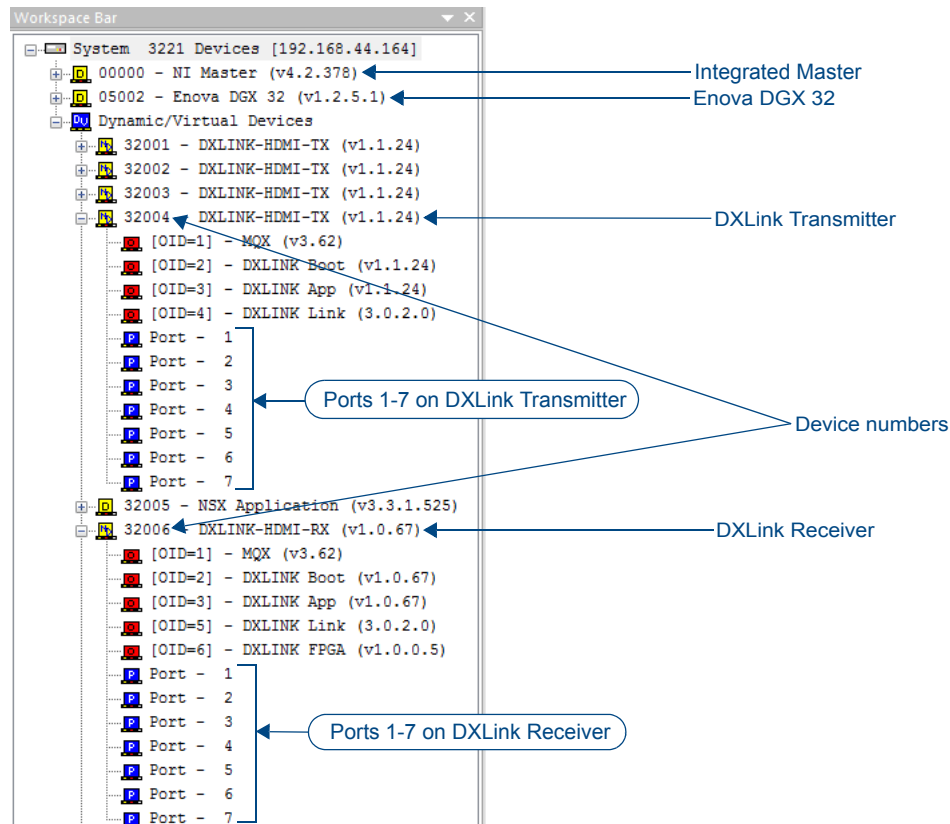 Workspace Bar
System 3221 Devices [192.168.44.164]
00000 - NI Master (v4.2.378)
Integrated Master
05002 - Enova DGX 32 (v1.2.5.1)
Enova DGX 32
Dynamic/Virtual Devices
32001 - DXLINK-HDMI-TX (v1.1.24)
32002 - DXLINK-HDMI-TX (v1.1.24)
32003 - DXLINK-HDMI-TX (v1.1.24)
32004 - DXLINK-HDMI-TX (v1.1.24)
DXLink Transmitter
[OID=1] - MQX (v3.62)
[OID=2] - DXLINK Boot (v1.1.24)
[OID=3] - DXLINK App (v1.1.24)
[OID=4] - DXLINK Link (3.0.2.0)
Port - 1
Port - 2
Port - 3
Port - 4
Port - 5
Port - 6
Port - 7
Ports 1-7 on DXLink Transmitter
Device numbers
32005 - NSX Application (v3.3.1.525)
32006 - DXLINK-HDMI-RX (v1.0.67)
DXLink Receiver
[OID=1] - MQX (v3.62)
[OID=2] - DXLINK Boot (v1.0.67)
[OID=3] - DXLINK App (v1.0.67)
[OID=5] - DXLINK Link (3.0.2.0)
[OID=6] - DXLINK FPGA (v1.0.0.5)
Port - 1
Port - 2
Port - 3
Port - 4
Port - 5
Port - 6
Port - 7
Ports 1-7 on DXLink Receiver